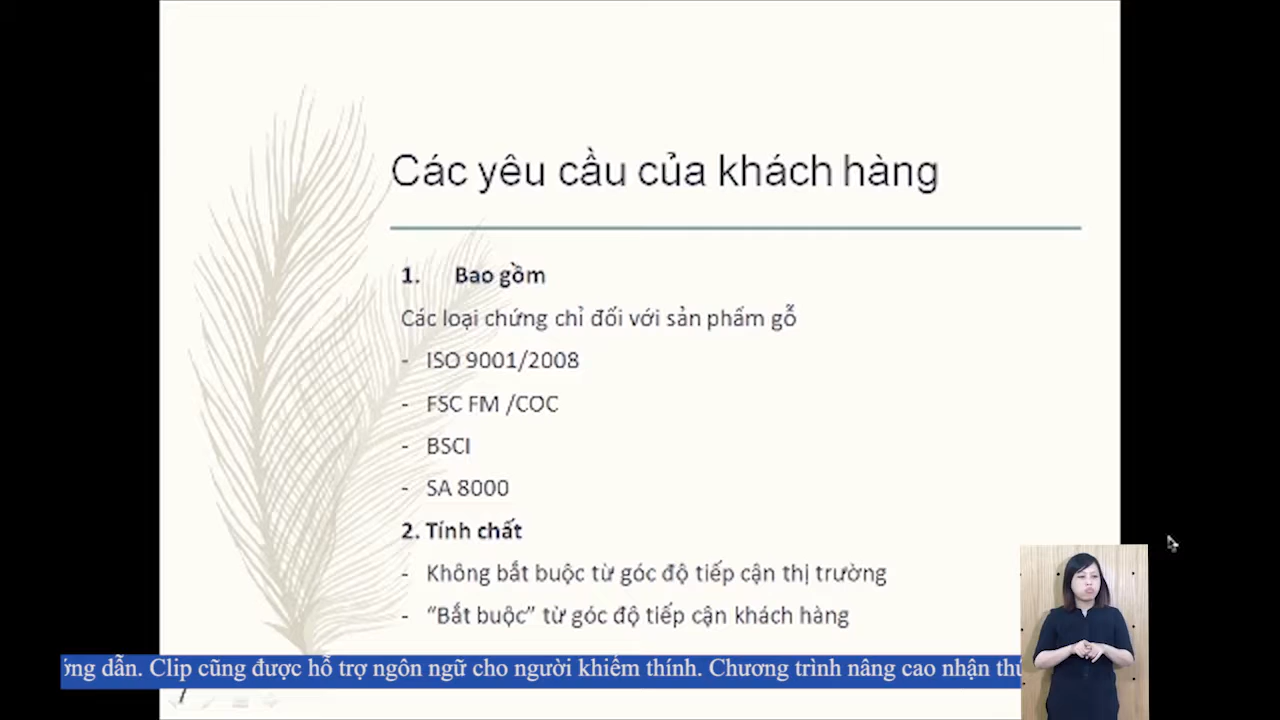 Các yêu cầu của khách hàng
1. Bao gồm
Các loại chứng chỉ đối với sản phẩm gỗ
- ISO 9001/2008
- FSC FM /COC
- BSCI
- SA 8000
2. Tính chất
- Không bắt buộc từ góc độ tiếp cận thị trường
- “Bắt buộc” từ góc độ tiếp cận khách hàng
dẫn. Clip cũng được hỗ trợ ngôn ngữ cho người khiếm thính. Chương trình nâng cao nhận